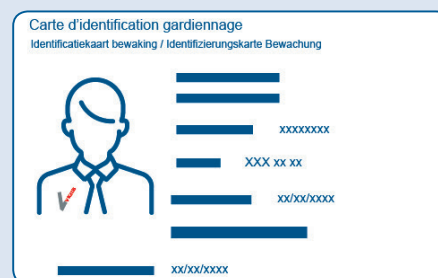 Carte d'identification gardiennage
Identificatiekaart bewaking / Identifizierungskarte Bewachung
xxxxxxxx
XXX xx xx
xx/xx/xxxx
xx/xx/xxxx